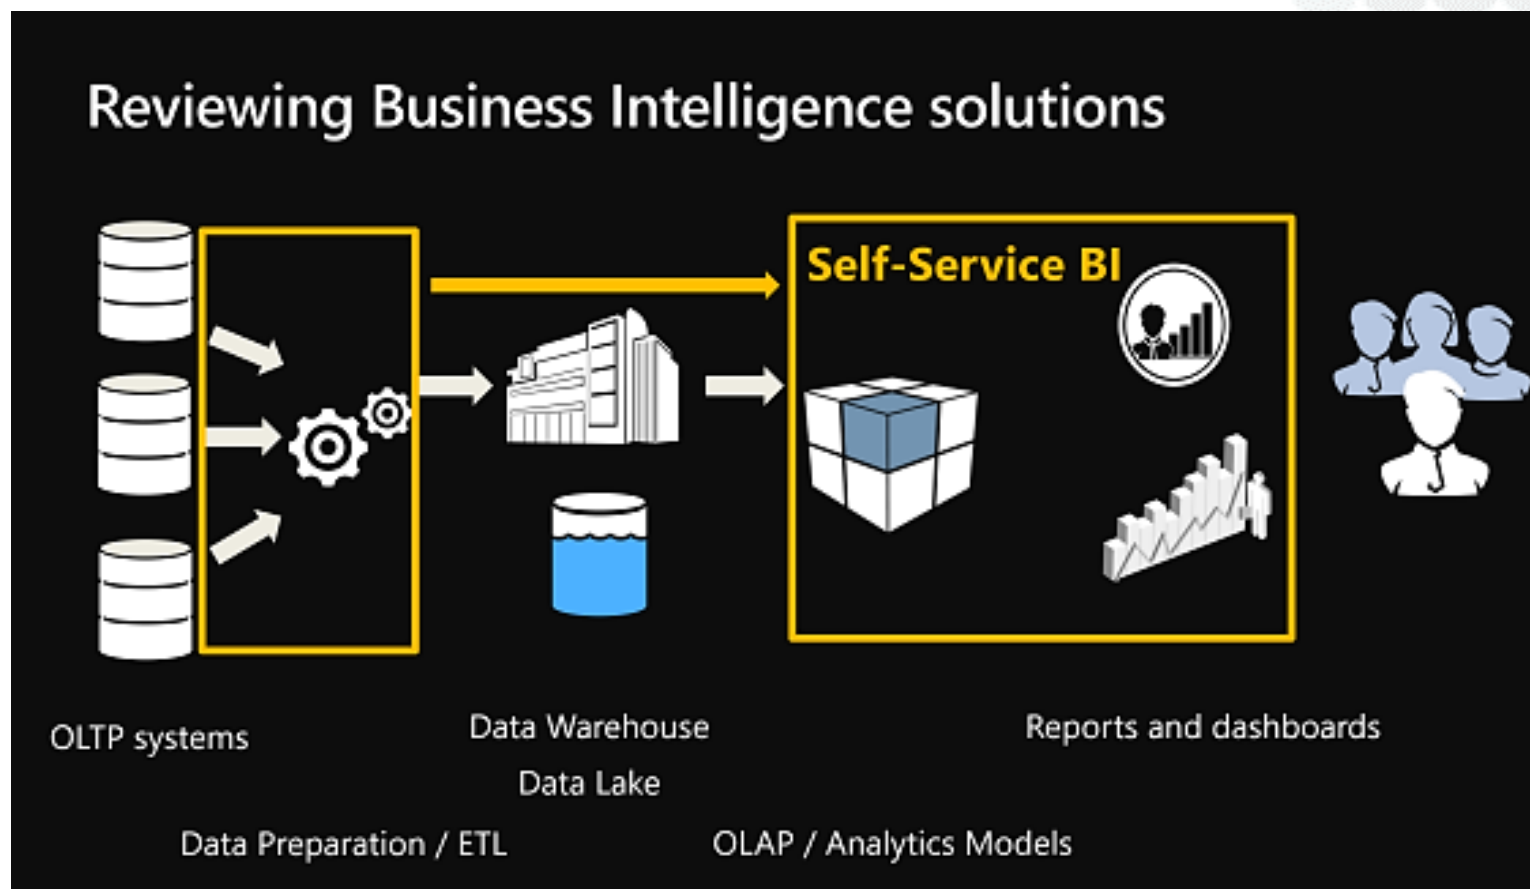 Reviewing Business Intelligence solutions
Self-Service BI
OLTP systems
Data Warehouse
Reports and dashboards
Data Lake
Data Preparation / ETL
OLAP / Analytics Models